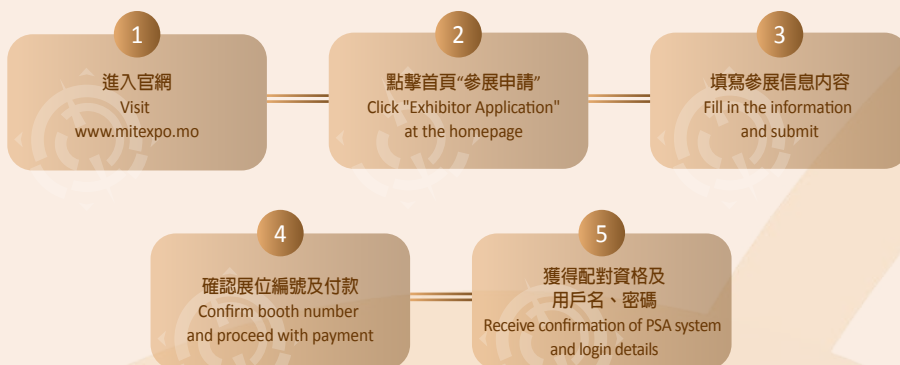 1
進入官網
Visit
www.mitexpo.mo
2
點擊首頁“參展申請”
Click "Exhibitor Application"
at the homepage
3
填寫參展信息内容
Fill in the information
and submit
4
確認展位編號及付款
Confirm booth number
and proceed with payment
5
獲得配對資格及
用戶名、密碼
Receive confirmation of PSA system
and login details